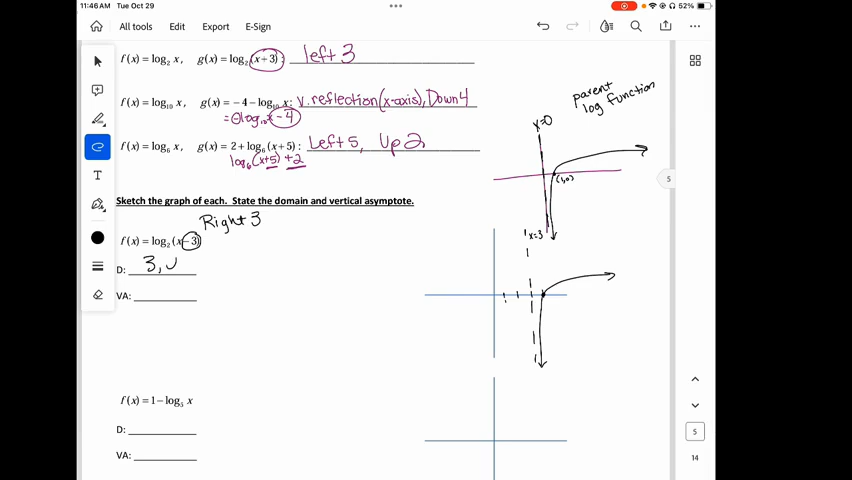 11:46 AM Tue Oct 29
52%
All tools Edit Export E-Sign
f(x) = log₂ x, g(x) = log₂(x+3): left 3
f(x) = log₁₀ x, g(x) = −4 − log₁₀ x: v. reflection (x-axis), Down 4
= −log₁₀ x −4
f(x) = log₆ x, g(x) = 2 + log₆(x+5): Left 5, Up 2
log₆(x+5) +2
parent
log function
x=0
(1,0)
5
Sketch the graph of each. State the domain and vertical asymptote.
Right 3
f(x) = log₂(x−3)
x=3
D: 3,
VA:
f(x) = 1 − log₅ x
D:
VA:
5
14